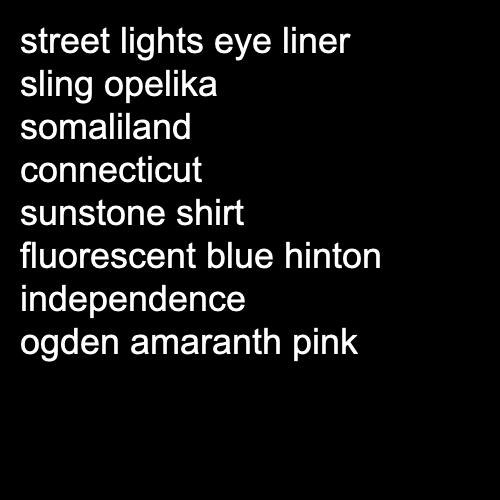 street lights eye liner
sling opelika
somaliland
connecticut
sunstone shirt
fluorescent blue hinton
independence
ogden amaranth pink